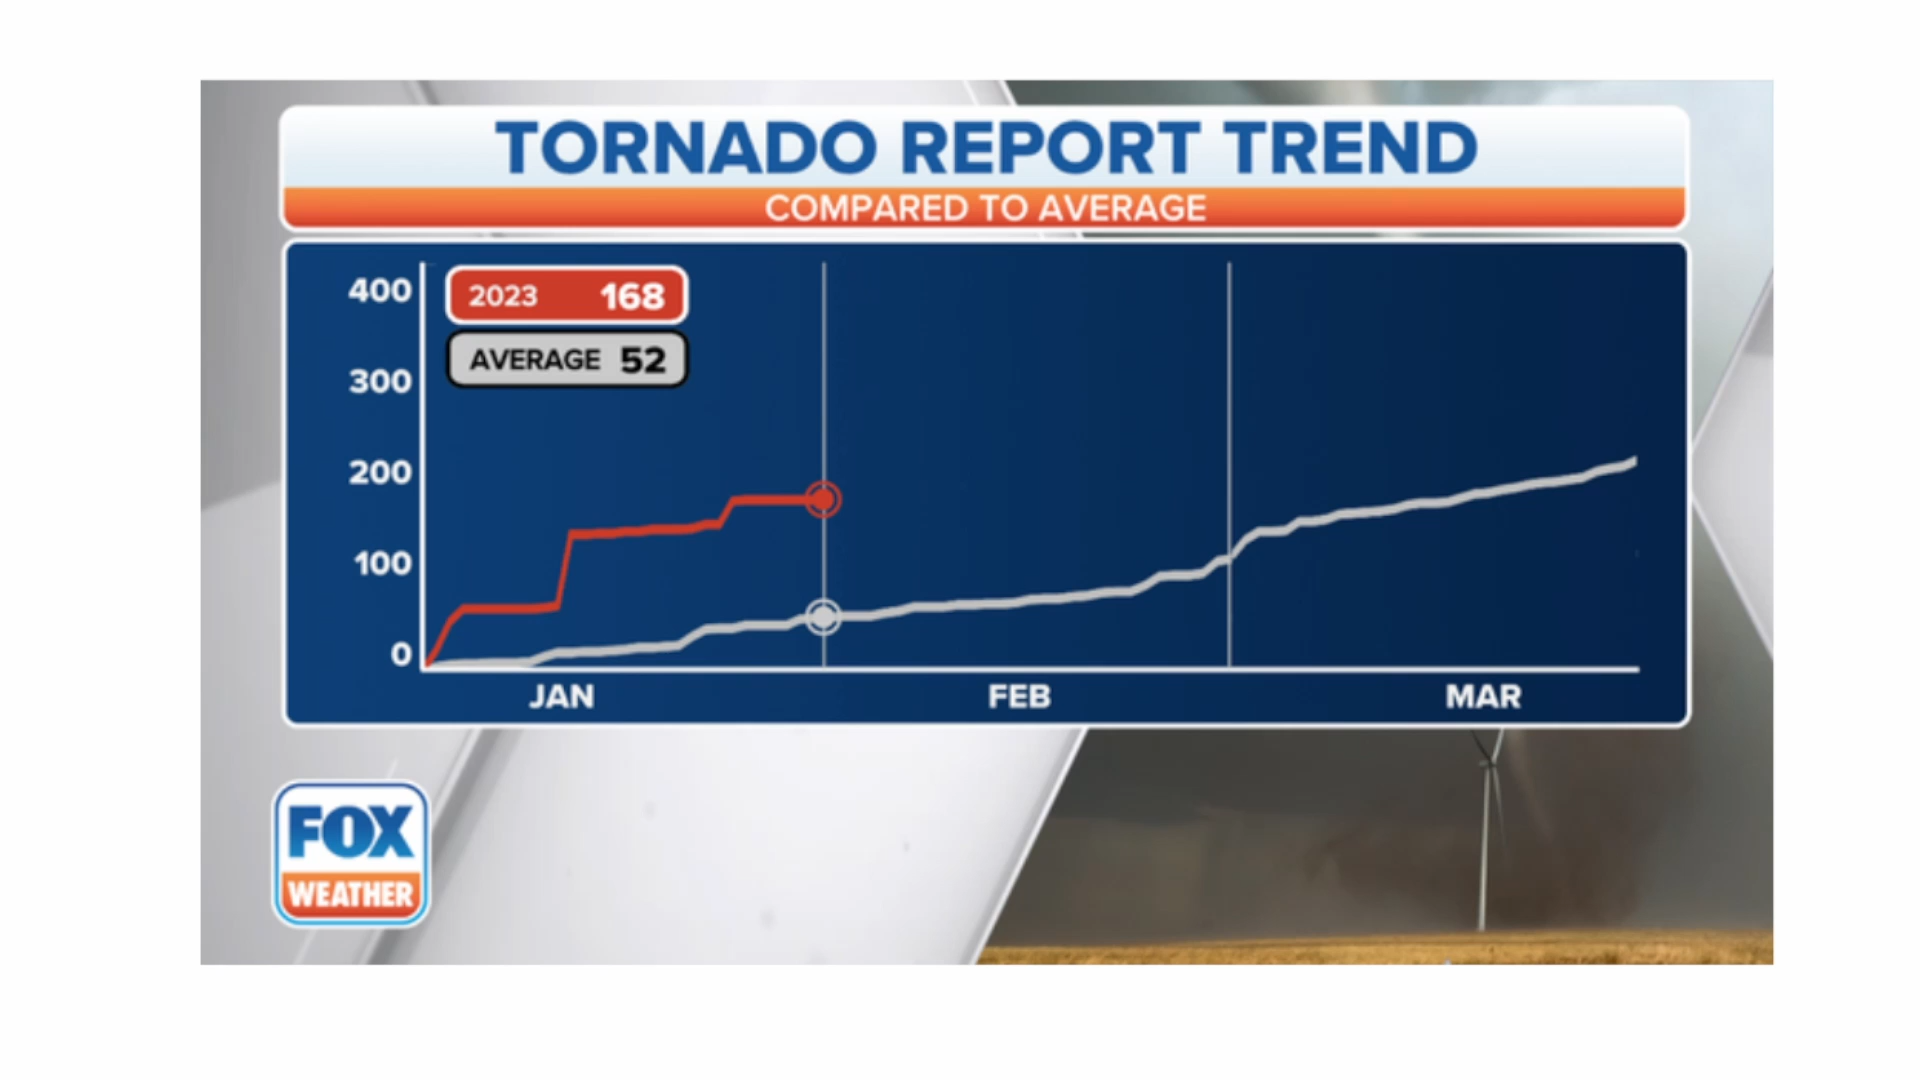 TORNADO REPORT TREND
COMPARED TO AVERAGE
400
2023 168
AVERAGE 52
300
200
100
0
JAN FEB MAR
FOX
WEATHER